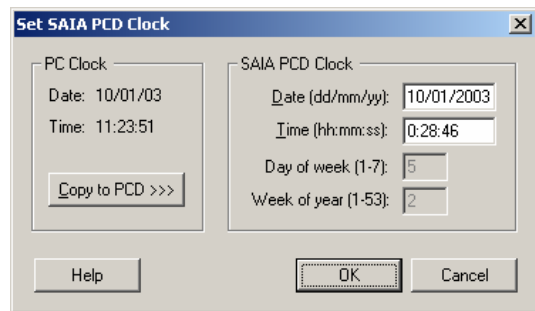 Set SAIA PCD Clock
PC Clock
Date: 10/01/03
Time: 11:23:51
Copy to PCD >>>
SAIA PCD Clock
Date (dd/mm/yy): 10/01/2003
Time (hh:mm:ss): 0:28:46
Day of week (1-7): 5
Week of year (1-53): 2
Help
OK
Cancel